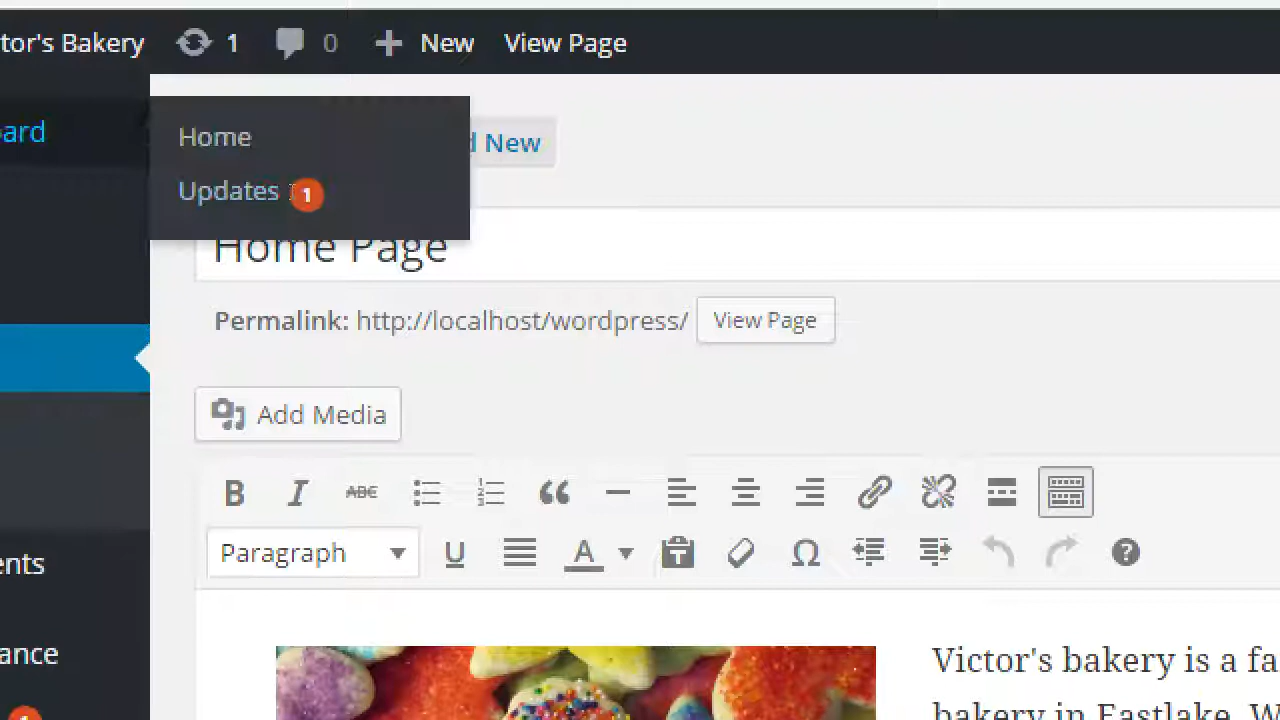 tor's Bakery 1 0 New View Page
ard
Home
d New
Updates 1
Home Page
Permalink: http://localhost/wordpress/ View Page
Add Media
B I ABC
Paragraph U A Ω ?
ents
ance
Victor's bakery is a fa
bakery in Eastlake. W